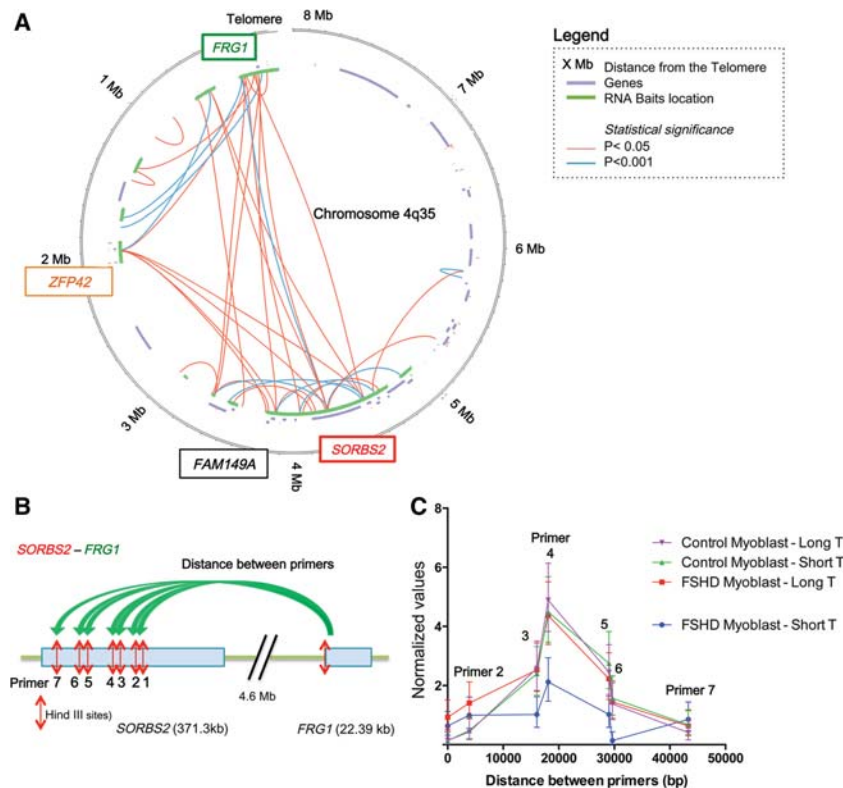 A
Telomere
8 Mb
FRG1
1 Mb
7 Mb
Chromosome 4q35
2 Mb
6 Mb
ZFP42
3 Mb
5 Mb
FAM149A
4 Mb
SORBS2
Legend
X Mb Distance from the Telomere
Genes
RNA Baits location
Statistical significance
P< 0.05
P<0.001
B
SORBS2 – FRG1
Distance between primers
Primer 7 6 5 4 3 2 1
4.6 Mb
Hind III sites)
SORBS2 (371.3kb)
FRG1 (22.39 kb)
C
Normalized values
8
6
4
2
Primer 2
3
Primer
4
5
6
Primer 7
0 10000 20000 30000 40000 50000
Distance between primers (bp)
Control Myoblast - Long T
Control Myoblast - Short T
FSHD Myoblast - Long T
FSHD Myoblast - Short T